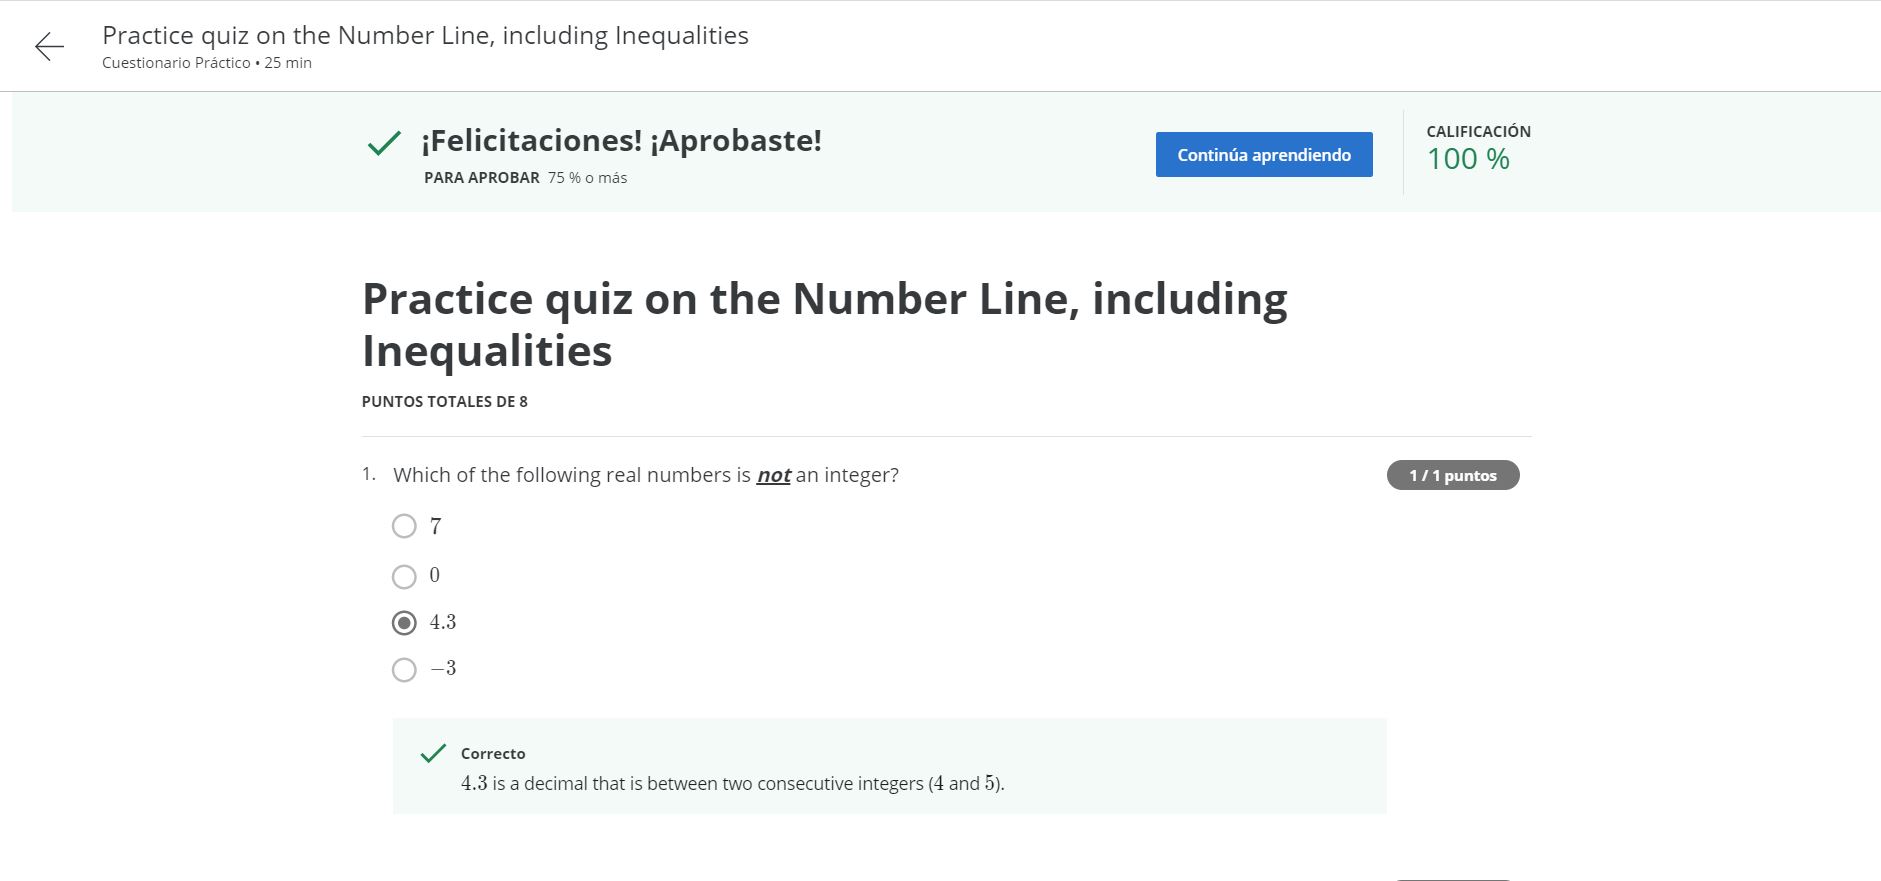 Practice quiz on the Number Line, including Inequalities
Cuestionario Práctico • 25 min
¡Felicitaciones! ¡Aprobaste!
PARA APROBAR 75 % o más
Continúa aprendiendo
CALIFICACIÓN
100 %
Practice quiz on the Number Line, including
Inequalities
PUNTOS TOTALES DE 8
1. Which of the following real numbers is not an integer?
1 / 1 puntos
7
0
4.3
−3
Correcto
4.3 is a decimal that is between two consecutive integers (4 and 5).